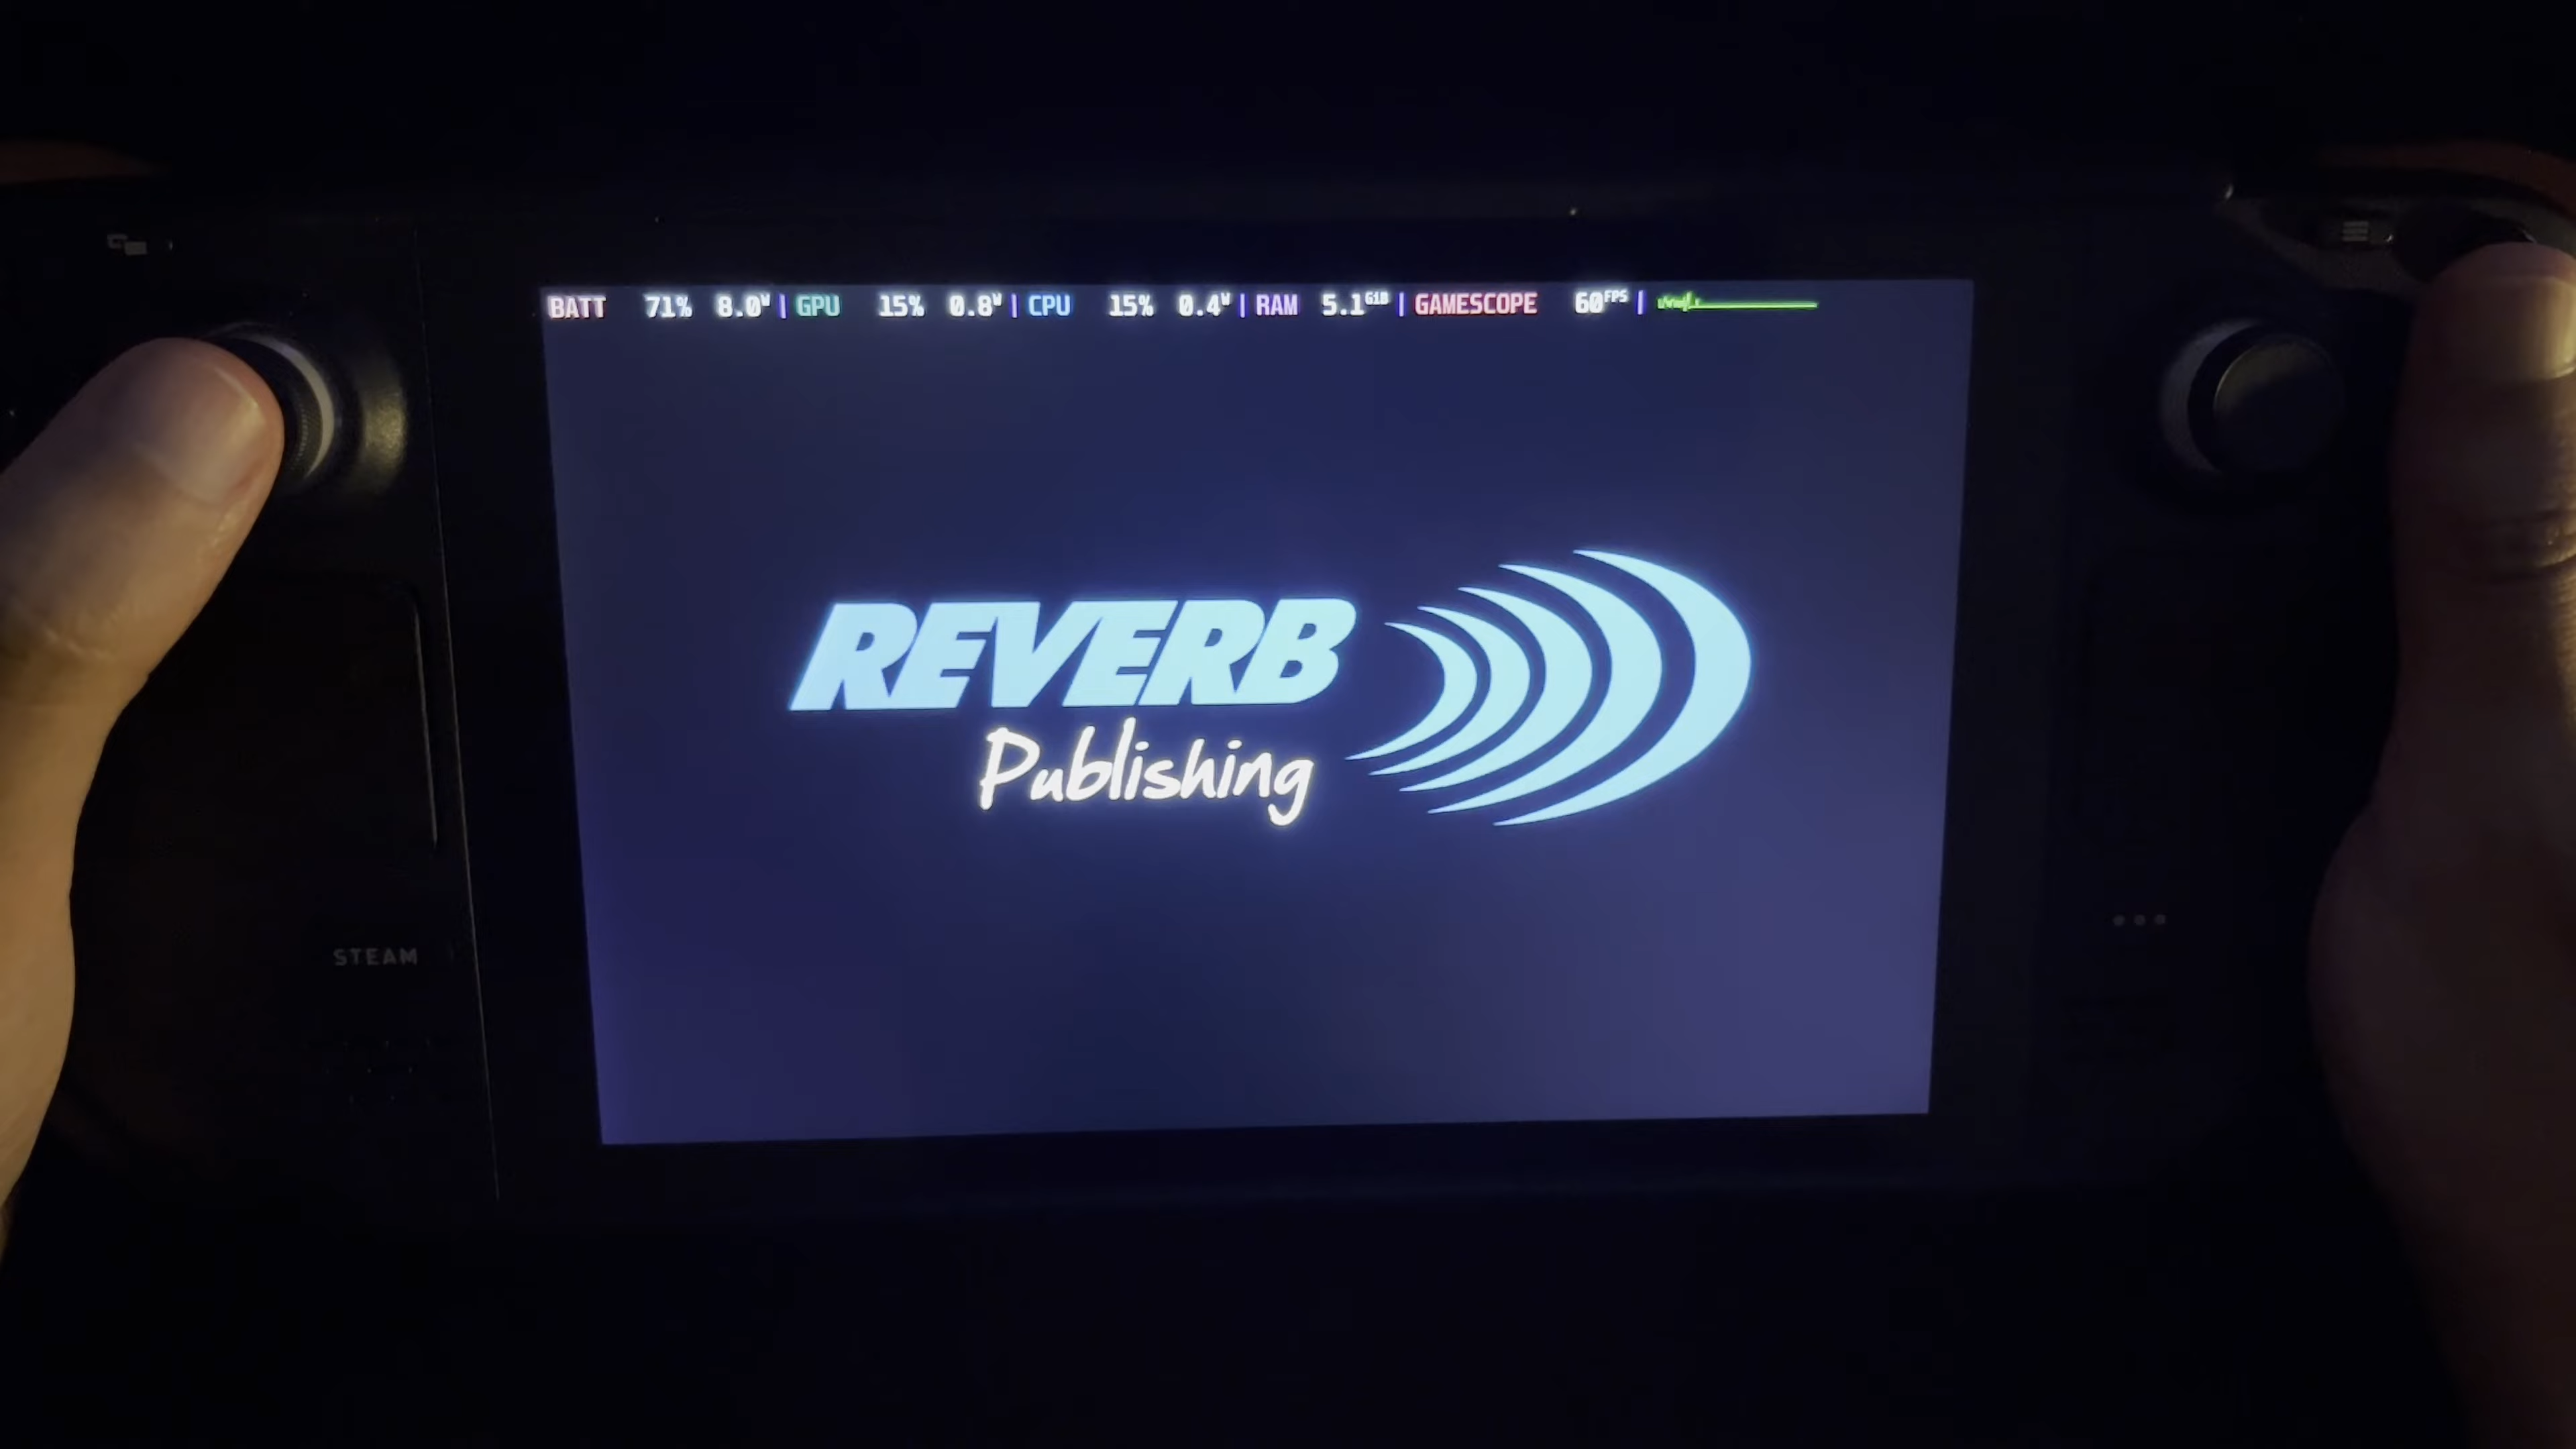 BATT 71% 8.0W | GPU 15% 0.8W | CPU 15% 0.4W | RAM 5.1GiB | GAMESCOPE 60FPS |
REVERB
Publishing
STEAM